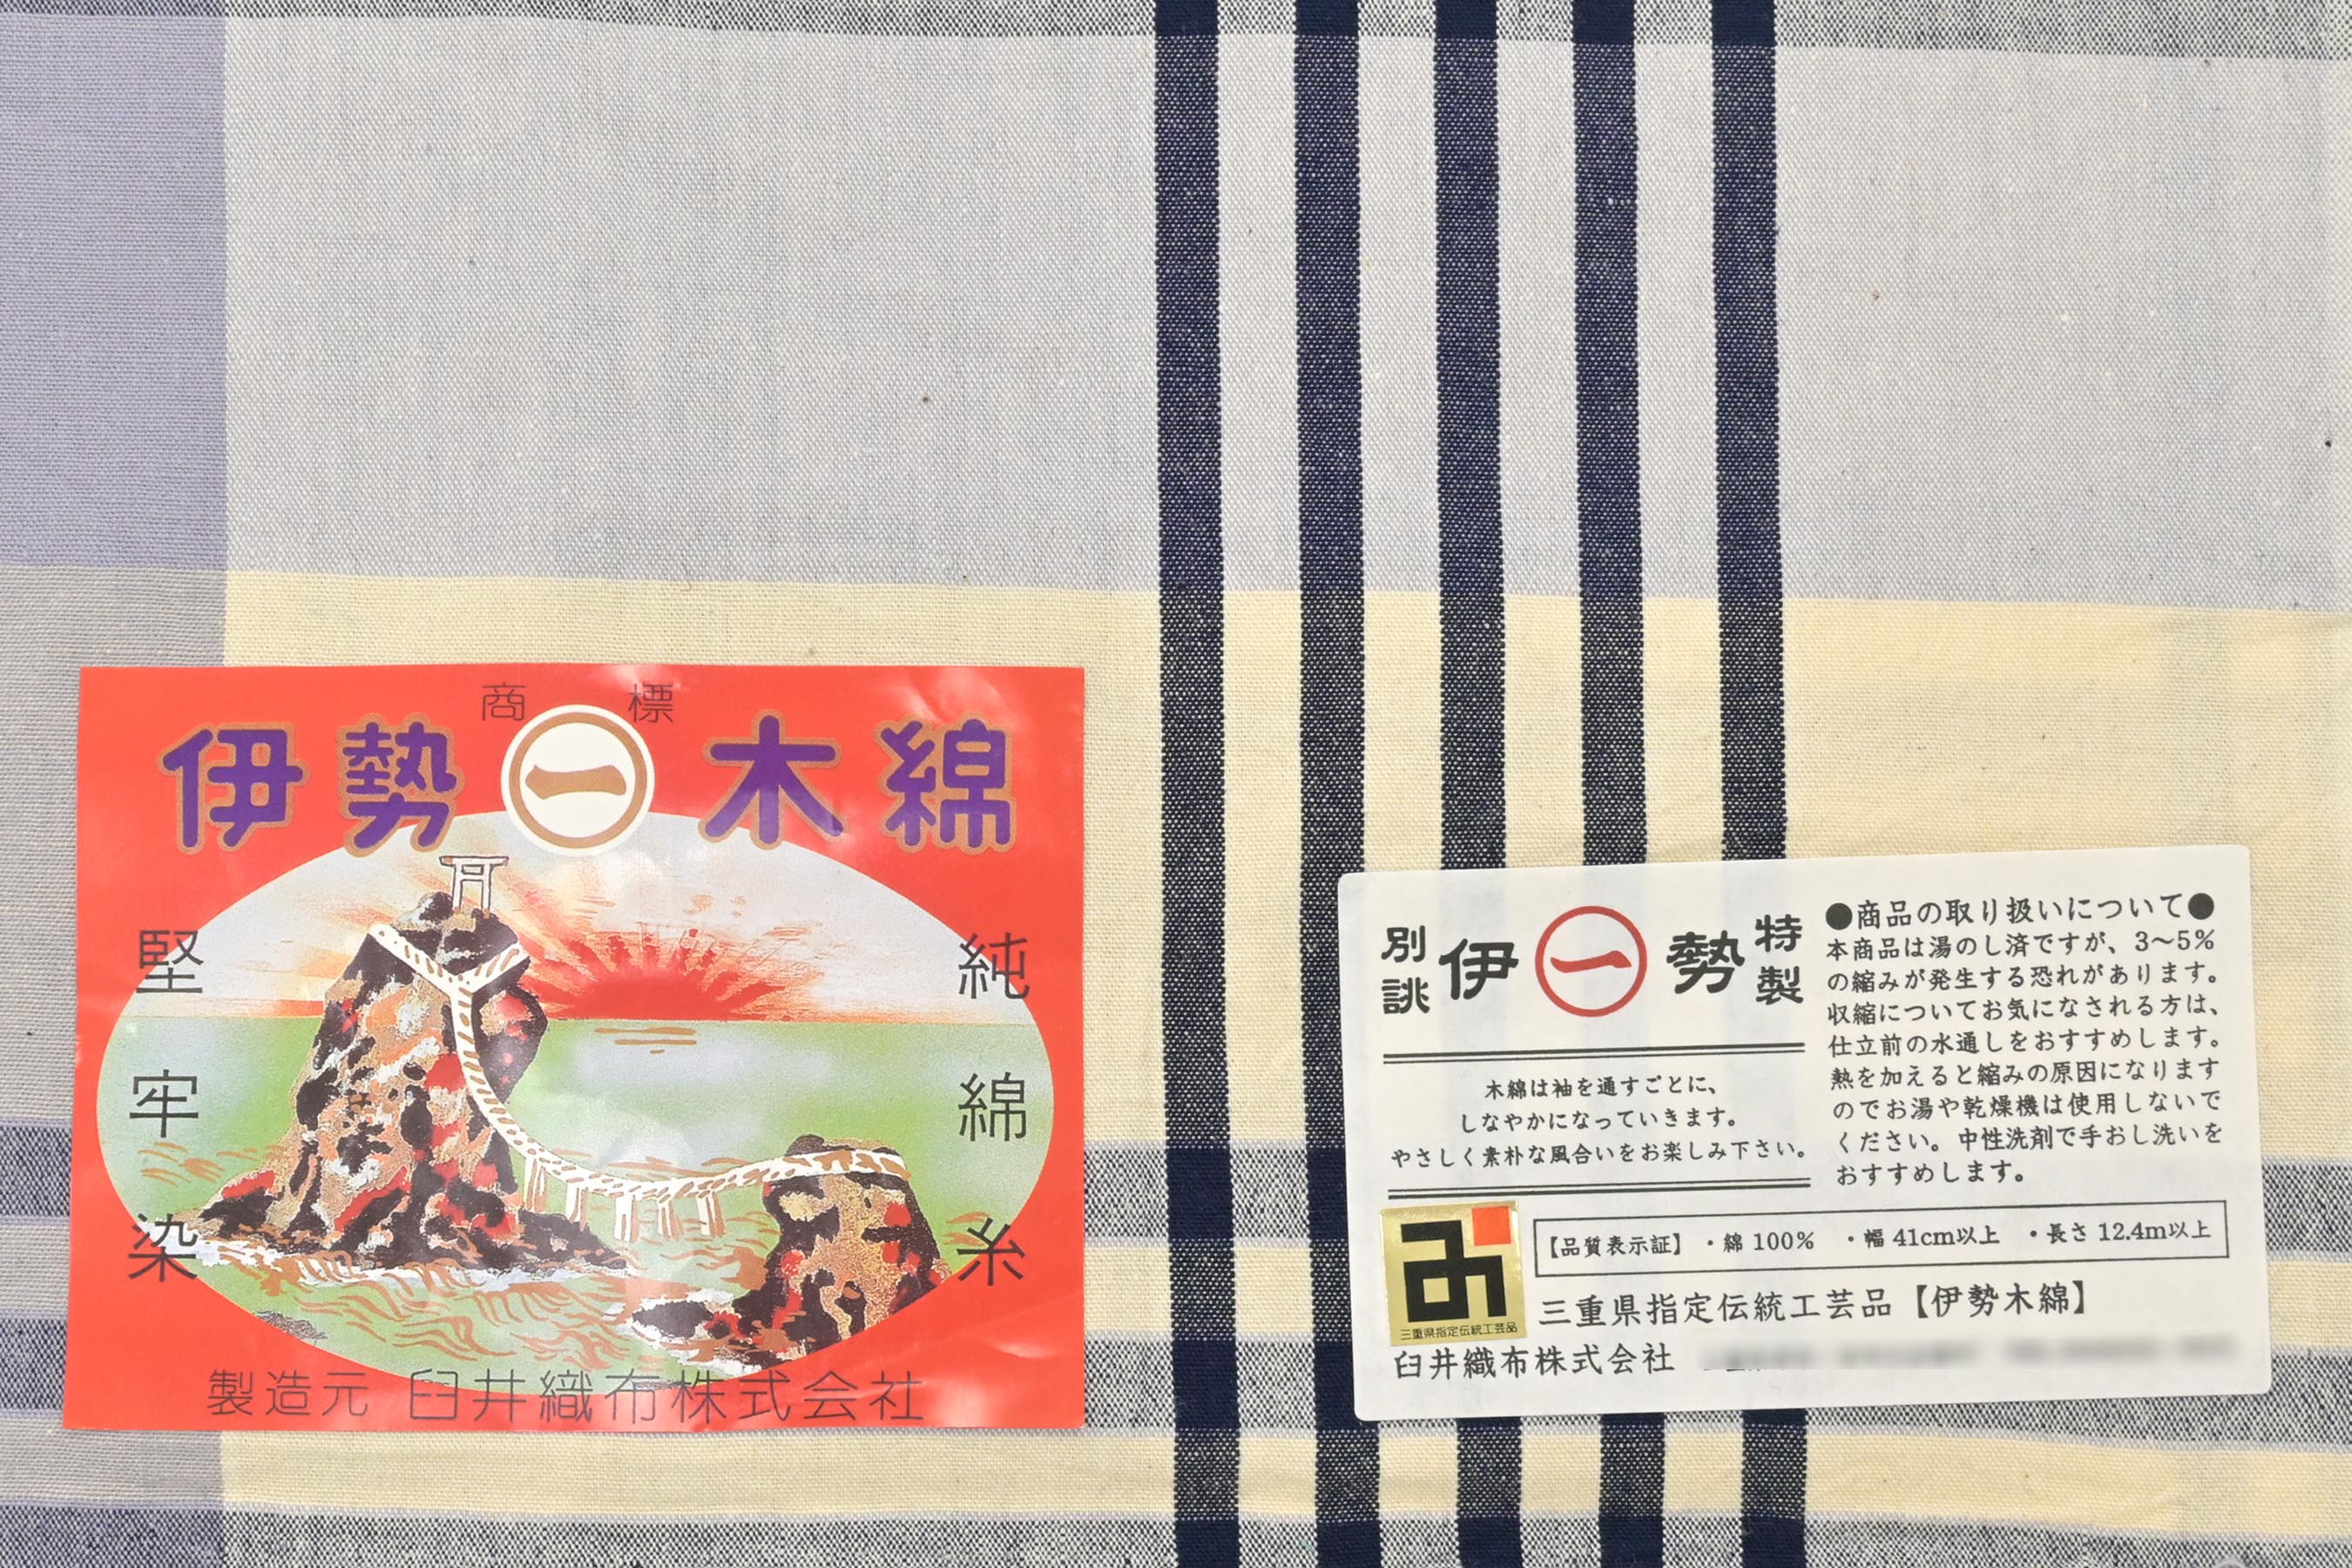 商標
伊勢 一 木綿
純綿糸
堅牢染
製造元 臼井織布株式会社
別誂 伊 一 勢 特製
木綿は袖を通すごとに、
しなやかになっていきます。
やさしく素朴な風合いをお楽しみ下さい。
●商品の取り扱いについて●
本商品は湯のし済ですが、3〜5%
の縮みが発生する恐れがあります。
収縮についてお気になされる方は、
仕立前の水通しをおすすめします。
熱を加えると縮みの原因になります
のでお湯や乾燥機は使用しないで
ください。中性洗剤で手おし洗いを
おすすめします。
【品質表示証】 ・綿 100% ・幅 41cm以上 ・長さ 12.4m以上
三重県指定伝統工芸品
三重県指定伝統工芸品【伊勢木綿】
臼井織布株式会社